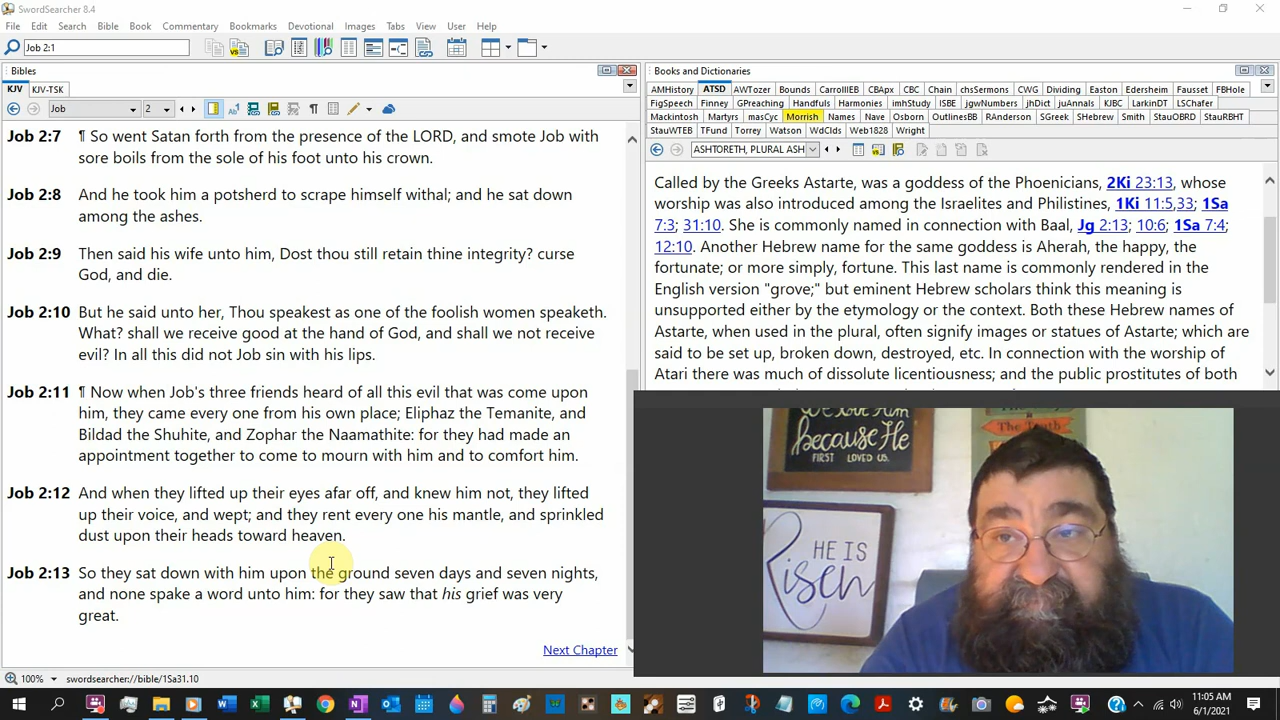 SwordSearcher 8.4
File Edit Search Bible Book Commentary Bookmarks Devotional Images Tabs View User Help
Job 2:1
Bibles
KJV KJV-TSK
Job 2
Job 2:7 ¶ So went Satan forth from the presence of the LORD, and smote Job with
sore boils from the sole of his foot unto his crown.
Job 2:8 And he took him a potsherd to scrape himself withal; and he sat down
among the ashes.
Job 2:9 Then said his wife unto him, Dost thou still retain thine integrity? curse
God, and die.
Job 2:10 But he said unto her, Thou speakest as one of the foolish women speaketh.
What? shall we receive good at the hand of God, and shall we not receive
evil? In all this did not Job sin with his lips.
Job 2:11 ¶ Now when Job's three friends heard of all this evil that was come upon
him, they came every one from his own place; Eliphaz the Temanite, and
Bildad the Shuhite, and Zophar the Naamathite: for they had made an
appointment together to come to mourn with him and to comfort him.
Job 2:12 And when they lifted up their eyes afar off, and knew him not, they lifted
up their voice, and wept; and they rent every one his mantle, and sprinkled
dust upon their heads toward heaven.
Job 2:13 So they sat down with him upon the ground seven days and seven nights,
and none spake a word unto him: for they saw that his grief was very
great.
Next Chapter
100% swordsearcher://bible/1Sa31.10
Books and Dictionaries
AMHistory ATSD AWTozer Bounds CarrollIEB CBApx Chain chsSermons CWG Dividing Easton Edersheim Faucet FBHole
FigSpeech Finney GPreaching Handfuls Harmonies imhStudy ISBE jgwNumbers jhDict juAnnals KJBC LarkinDT LSChafer
Mackintosh Martyrs masCyc Morrish Names Nave Osborn OutlinesBB RAnderson SGreek SHebrew Smith StauOBRD StauRBHT
StauWTEB TFund Torrey Watson WdClds Web1828 Wright
ASHTORETH, PLURAL ASH
Called by the Greeks Astarte, was a goddess of the Phoenicians, 2Ki 23:13, whose
worship was also introduced among the Israelites and Philistines, 1Ki 11:5,33; 1Sa
7:3; 31:10. She is commonly named in connection with Baal, Jg 2:13; 10:6; 1Sa 7:4;
12:10. Another Hebrew name for the same goddess is Aherah, the happy, the
fortunate; or more simply, fortune. This last name is commonly rendered in the
English version "grove;" but eminent Hebrew scholars think this meaning is
unsupported either by the etymology or the context. Both these Hebrew names of
Astarte, when used in the plural, often signify images or statues of Astarte; which are
said to be set up, broken down, destroyed, etc. In connection with the worship of
Atari there was much of dissolute licentiousness; and the public prostitutes of both
We love Him
because He
FIRST LOVED US.
The Truth
HE IS
Risen
11:05 AM
6/1/2021